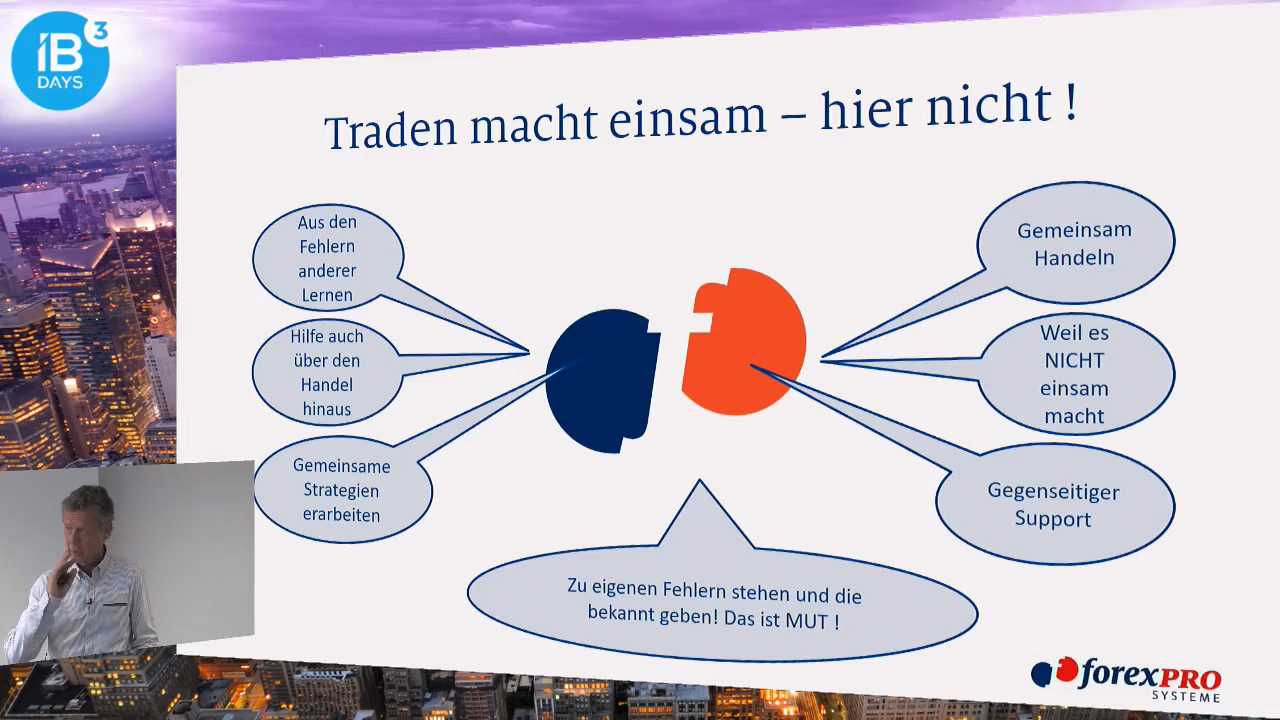 iB³
DAYS
Traden macht einsam – hier nicht !
Aus den
Fehlern
anderer
Lernen
Hilfe auch
über den
Handel
hinaus
Gemeinsame
Strategien
erarbeiten
Gemeinsam
Handeln
Weil es
NICHT
einsam
macht
Gegenseitiger
Support
Zu eigenen Fehlern stehen und die
bekannt geben! Das ist MUT !
forexPRO
SYSTEME